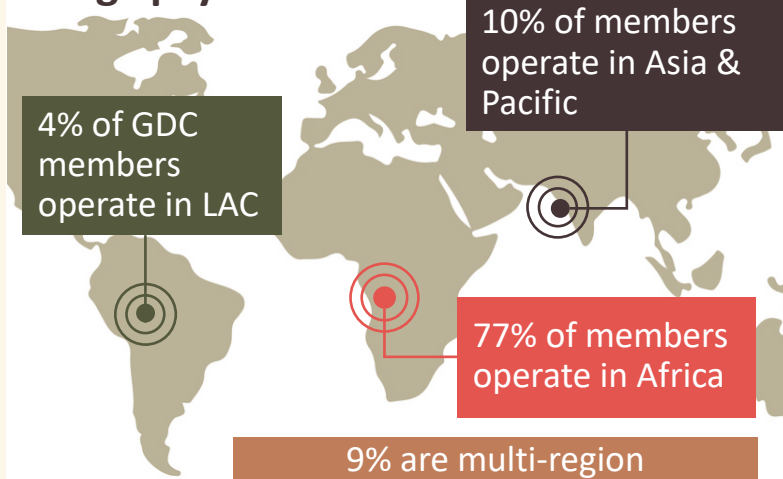 10% of members
operate in Asia &
Pacific
4% of GDC
members
operate in LAC
77% of members
operate in Africa
9% are multi-region